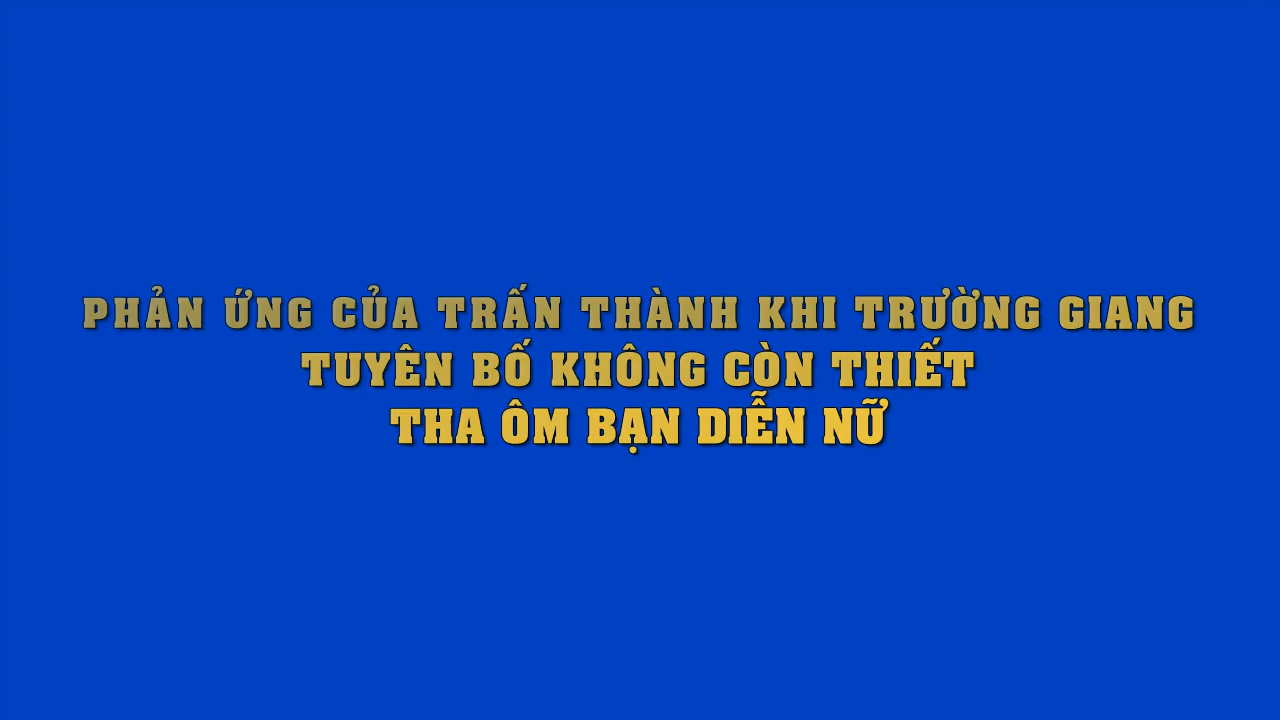 PHẢN ỨNG CỦA TRẤN THÀNH KHI TRƯỜNG GIANG
TUYÊN BỐ KHÔNG CÒN THIẾT
THA ÔM BẠN DIỄN NỮ